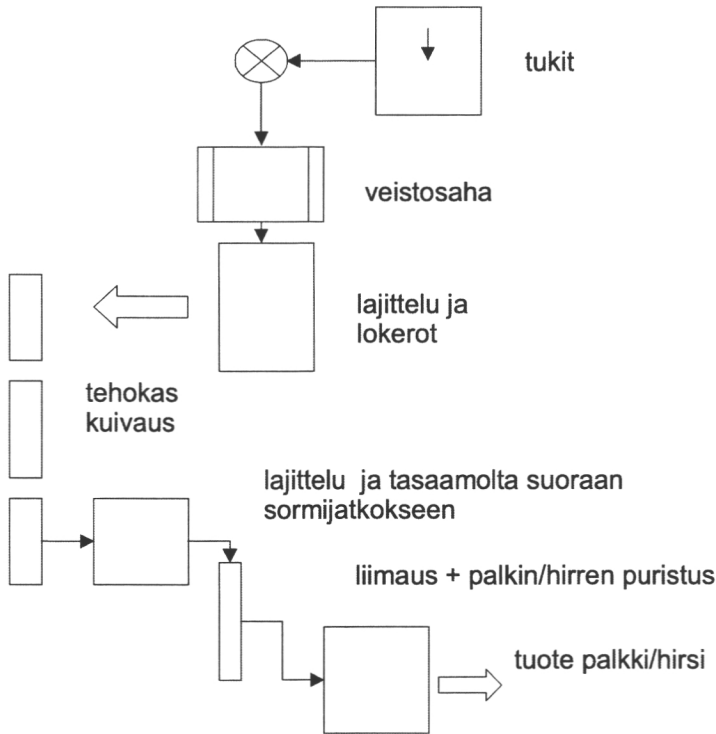 tukit
veistosaha
lajittelu ja
lokerot
tehokas
kuivaus
lajittelu ja tasaamolta suoraan
sormijatkokseen
liimaus + palkin/hirren puristus
tuote palkki/hirsi